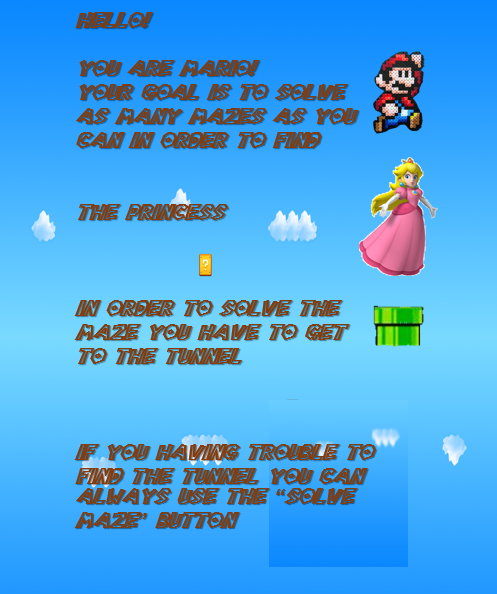 HELLO!
YOU ARE MARIO!
YOUR GOAL IS TO SOLVE
AS MANY MAZES AS YOU
CAN IN ORDER TO FIND
THE PRINCESS
?
IN ORDER TO SOLVE THE
MAZE YOU HAVE TO GET
TO THE TUNNEL
IF YOU HAVING TROUBLE TO
FIND THE TUNNEL YOU CAN
ALWAYS USE THE "SOLVE
MAZE" BUTTON